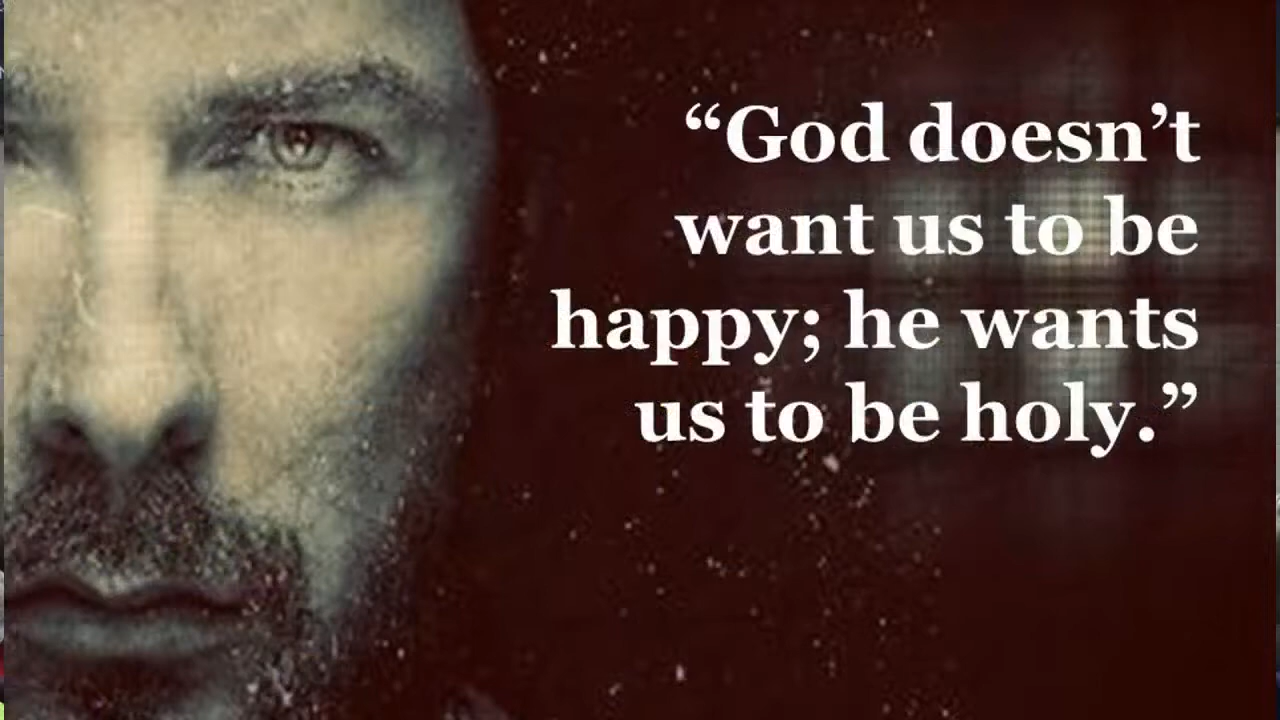 “God doesn’t
want us to be
happy; he wants
us to be holy.”